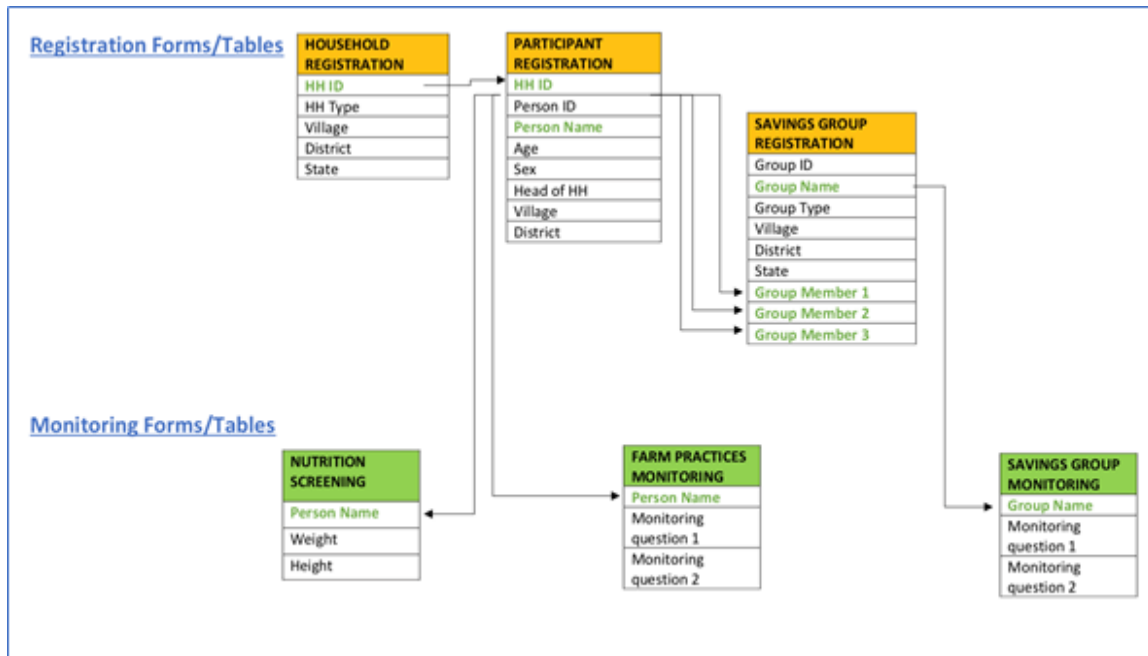 Registration Forms/Tables
HOUSEHOLD
REGISTRATION
HH ID
HH Type
Village
District
State
PARTICIPANT
REGISTRATION
HH ID
Person ID
Person Name
Age
Sex
Head of HH
Village
District
SAVINGS GROUP
REGISTRATION
Group ID
Group Name
Group Type
Village
District
State
Group Member 1
Group Member 2
Group Member 3
Monitoring Forms/Tables
NUTRITION
SCREENING
Person Name
Weight
Height
FARM PRACTICES
MONITORING
Person Name
Monitoring
question 1
Monitoring
question 2
SAVINGS GROUP
MONITORING
Group Name
Monitoring
question 1
Monitoring
question 2